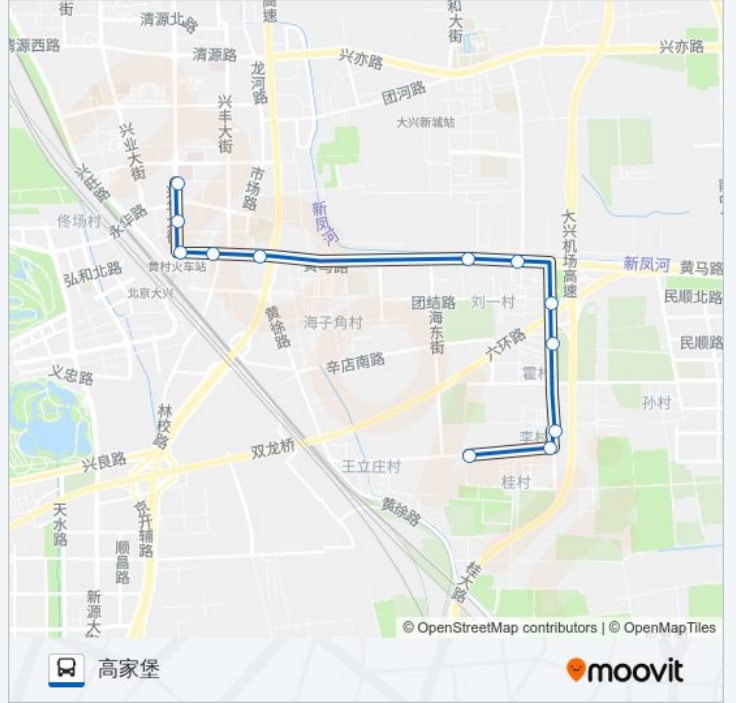 街
清源北路
高速
和大街
清源西路
清源路
兴亦路
兴亦路
龙河路
团河路
兴丰大街
大兴新城站
兴业大街
兴旺路
市场路
永华路
佟场村
新凤河
大兴机场高速
黄村火车站
新凤河
黄马路
弘和北路
北京大兴
团结路
刘一村
民顺北路
海子角村
黄徐路
海东街
六环路
民顺路
辛店南路
义忠路
霍村
孙村
林校路
李村
双龙桥
兴良路
王立庄村
桂村
天水路
京开辅路
黄徐路
顺昌路
桂大路
新源大街
© OpenStreetMap contributors | © OpenMapTiles
高家堡
moovit